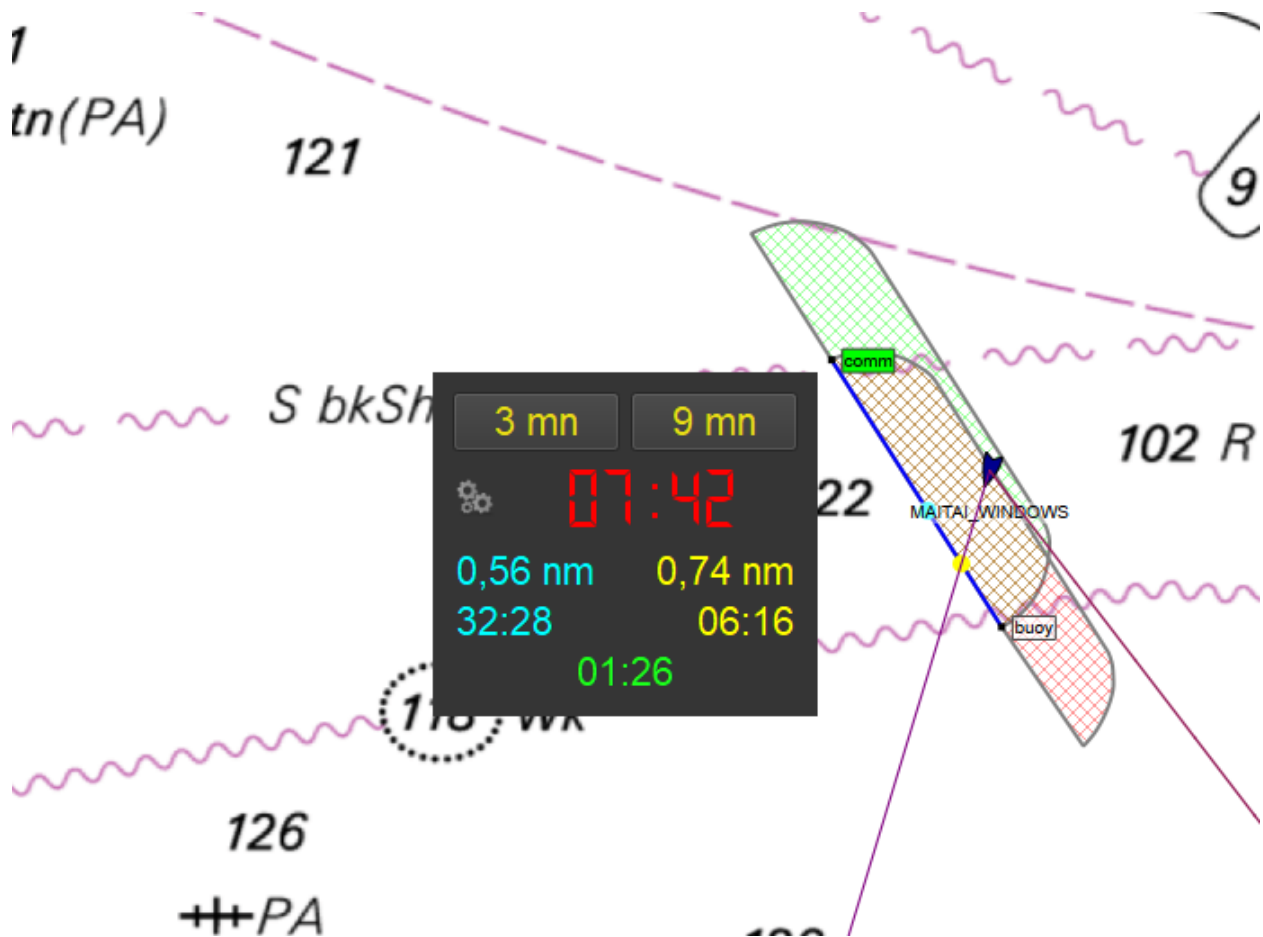 tn(PA)
121
9
comm
S bkSh
3 mn
9 mn
102 R
07:42
22
MAITAI_WINDOWS
0,56 nm
0,74 nm
32:28
06:16
buoy
01:26
118
Wk
126
PA